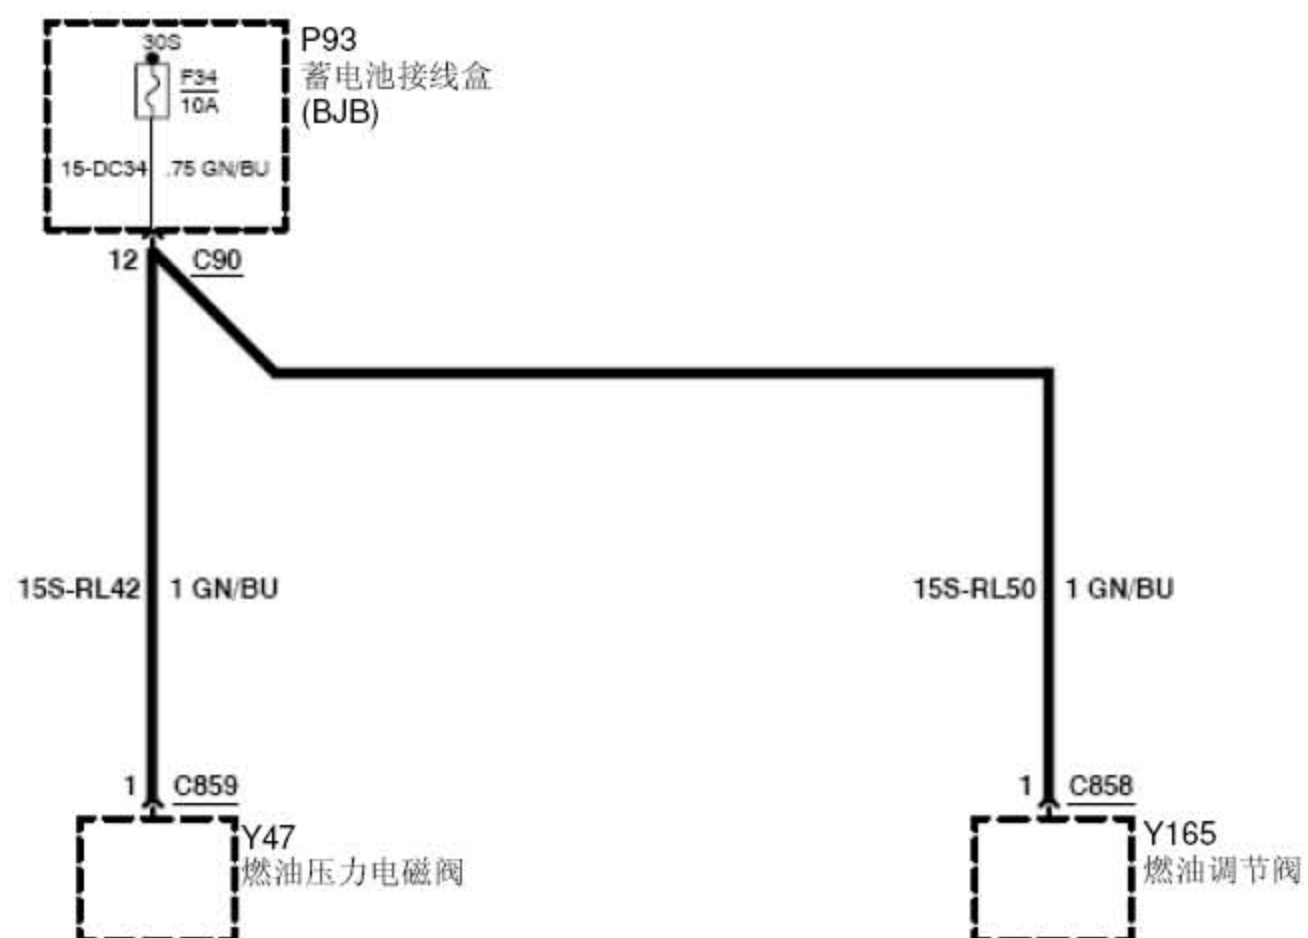 30S
F34
10A
P93
蓄电池接线盒
(BJB)
15-DC34 .75 GN/BU
12 C90
15S-RL42 1 GN/BU
15S-RL50 1 GN/BU
1 C859
1 C858
Y47
燃油压力电磁阀
Y165
燃油调节阀